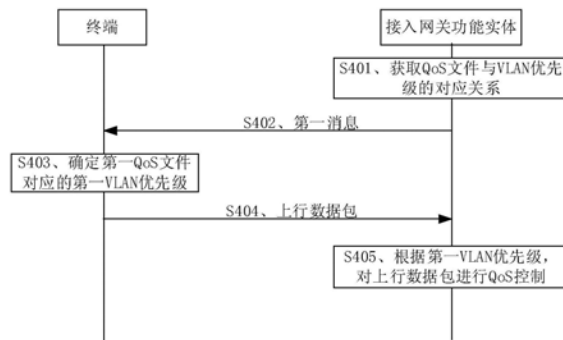 终端
接入网关功能实体
S401、获取QoS文件与VLAN优先
级的对应关系
S402、第一消息
S403、确定第一QoS文件
对应的第一VLAN优先级
S404、上行数据包
S405、根据第一VLAN优先级，
对上行数据包进行QoS控制